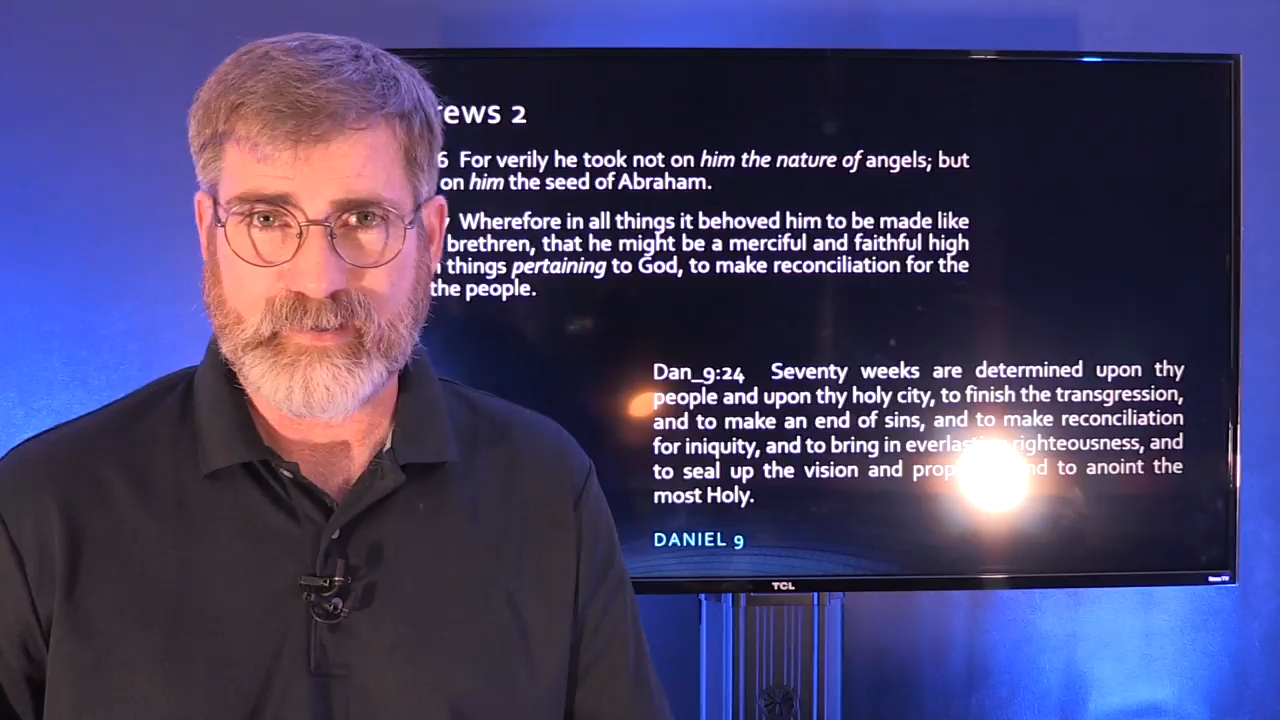 rews 2
6 For verily he took not on him the nature of angels; but
on him the seed of Abraham.
Wherefore in all things it behoved him to be made like
brethren, that he might be a merciful and faithful high
things pertaining to God, to make reconciliation for the
the people.
Dan_9:24 Seventy weeks are determined upon thy
people and upon thy holy city, to finish the transgression,
and to make an end of sins, and to make reconciliation
for iniquity, and to bring in everlasting righteousness, and
to seal up the vision and prop nd to anoint the
most Holy.
DANIEL 9
TCL
Roku TV